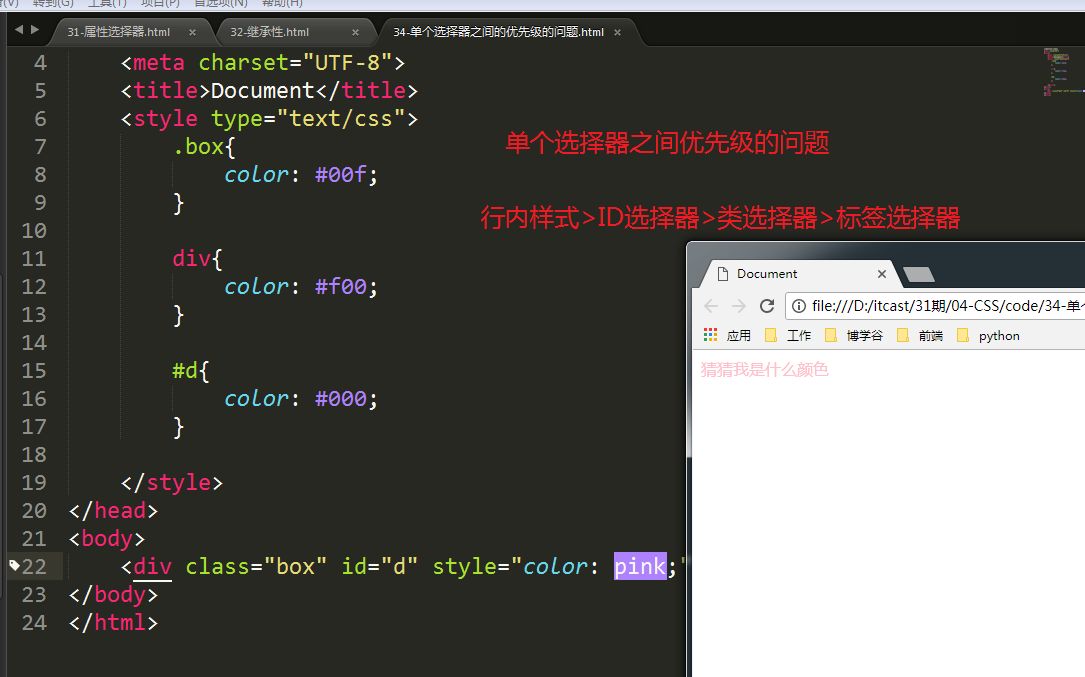 转到(G) 工具(T) 项目(P) 首选项(N) 帮助(H)
31-属性选择器.html × 32-继承性.html × 34-单个选择器之间的优先级的问题.html ×
4 <meta charset="UTF-8">
5 <title>Document</title>
6 <style type="text/css">
7 .box{
8 color: #00f;
9 }
10
11 div{
12 color: #f00;
13 }
14
15 #d{
16 color: #000;
17 }
18
19 </style>
20 </head>
21 <body>
22 <div class="box" id="d" style="color: pink;"
23 </body>
24 </html>
单个选择器之间优先级的问题
行内样式>ID选择器>类选择器>标签选择器
Document ×
file:///D:/itcast/31期/04-CSS/code/34-单
应用 工作 博学谷 前端 python
猜猜我是什么颜色